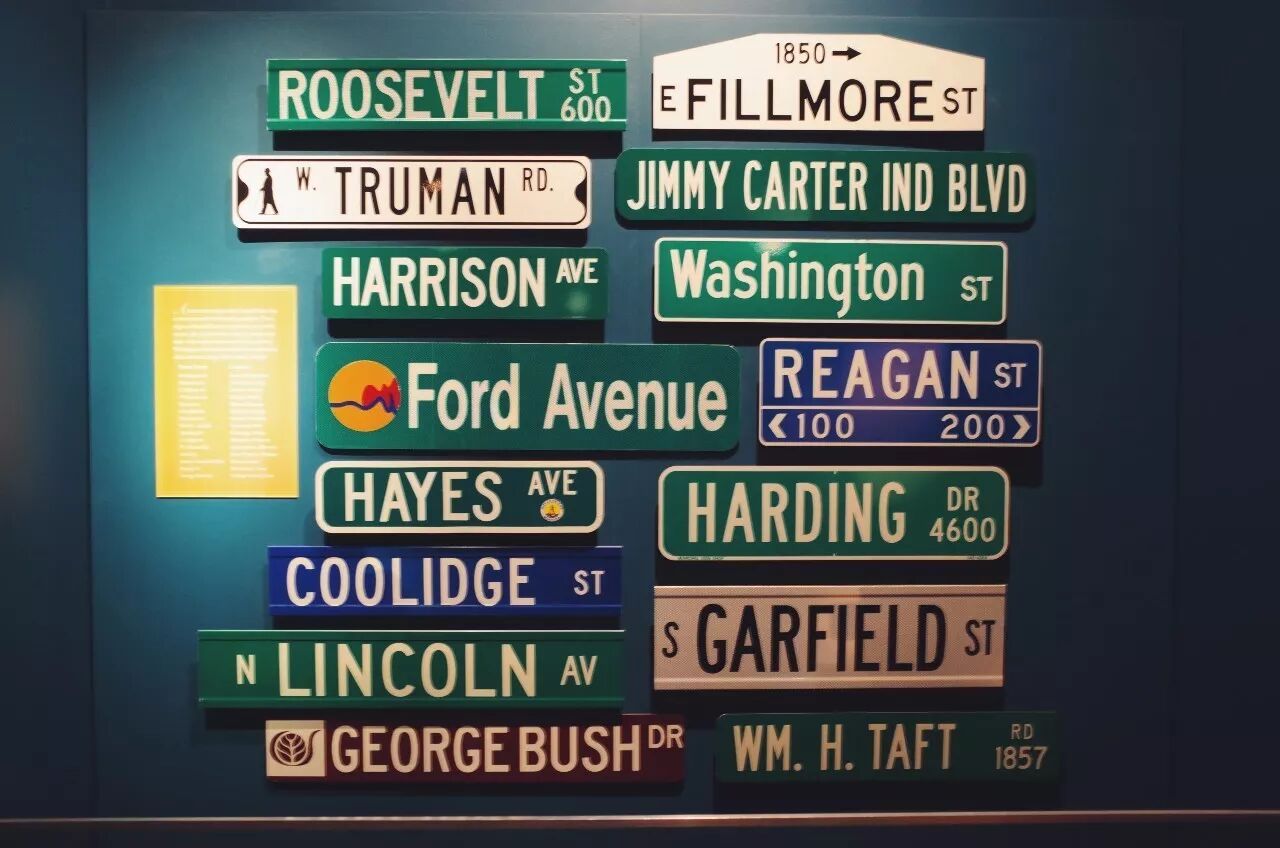 ROOSEVELT ST 600
1850 →
E FILLMORE ST
W. TRUMAN RD.
JIMMY CARTER IND BLVD
HARRISON AVE
Washington ST
Ford Avenue
REAGAN ST
<100 200>
HAYES AVE
HARDING DR 4600
COOLIDGE ST
S GARFIELD ST
N LINCOLN AV
GEORGE BUSH DR
WM. H. TAFT RD 1857